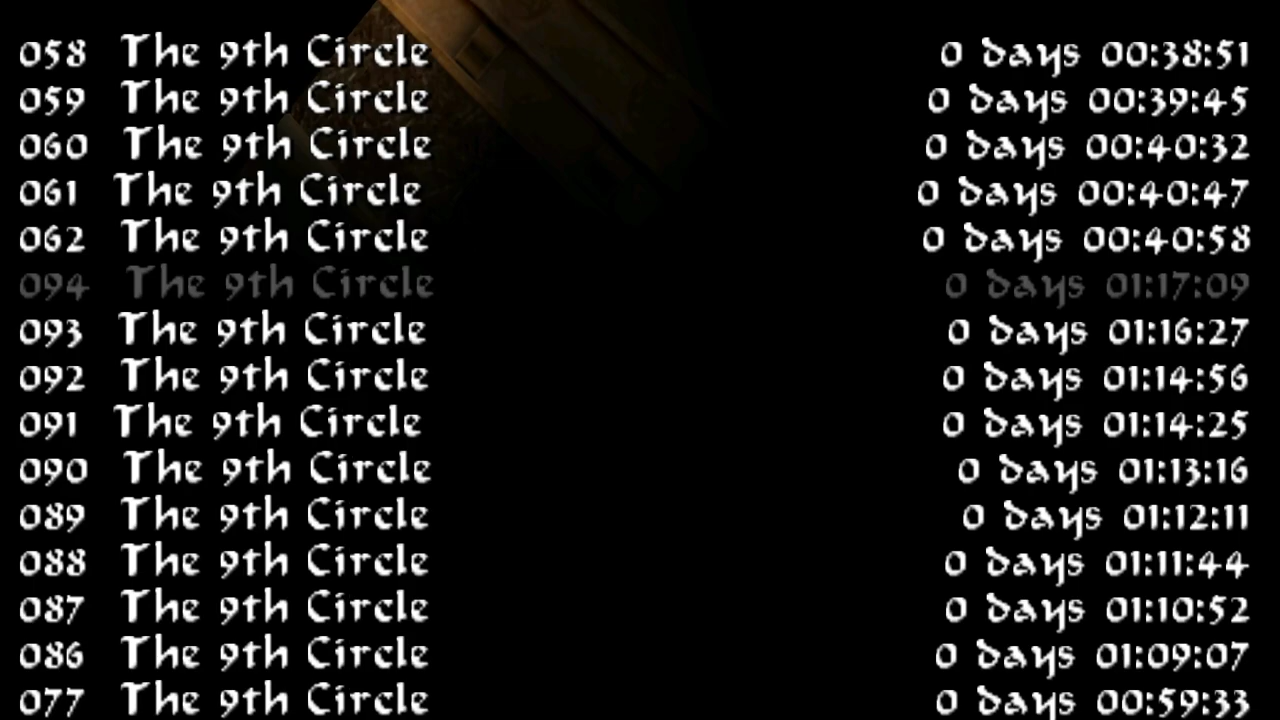 058 The 9th Circle 0 days 00:38:51
059 The 9th Circle 0 days 00:39:45
060 The 9th Circle 0 days 00:40:32
061 The 9th Circle 0 days 00:40:47
062 The 9th Circle 0 days 00:40:58
094 The 9th Circle 0 days 01:17:09
093 The 9th Circle 0 days 01:16:27
092 The 9th Circle 0 days 01:14:56
091 The 9th Circle 0 days 01:14:25
090 The 9th Circle 0 days 01:13:16
089 The 9th Circle 0 days 01:12:11
088 The 9th Circle 0 days 01:11:44
087 The 9th Circle 0 days 01:10:52
086 The 9th Circle 0 days 01:09:07
077 The 9th Circle 0 days 00:59:33